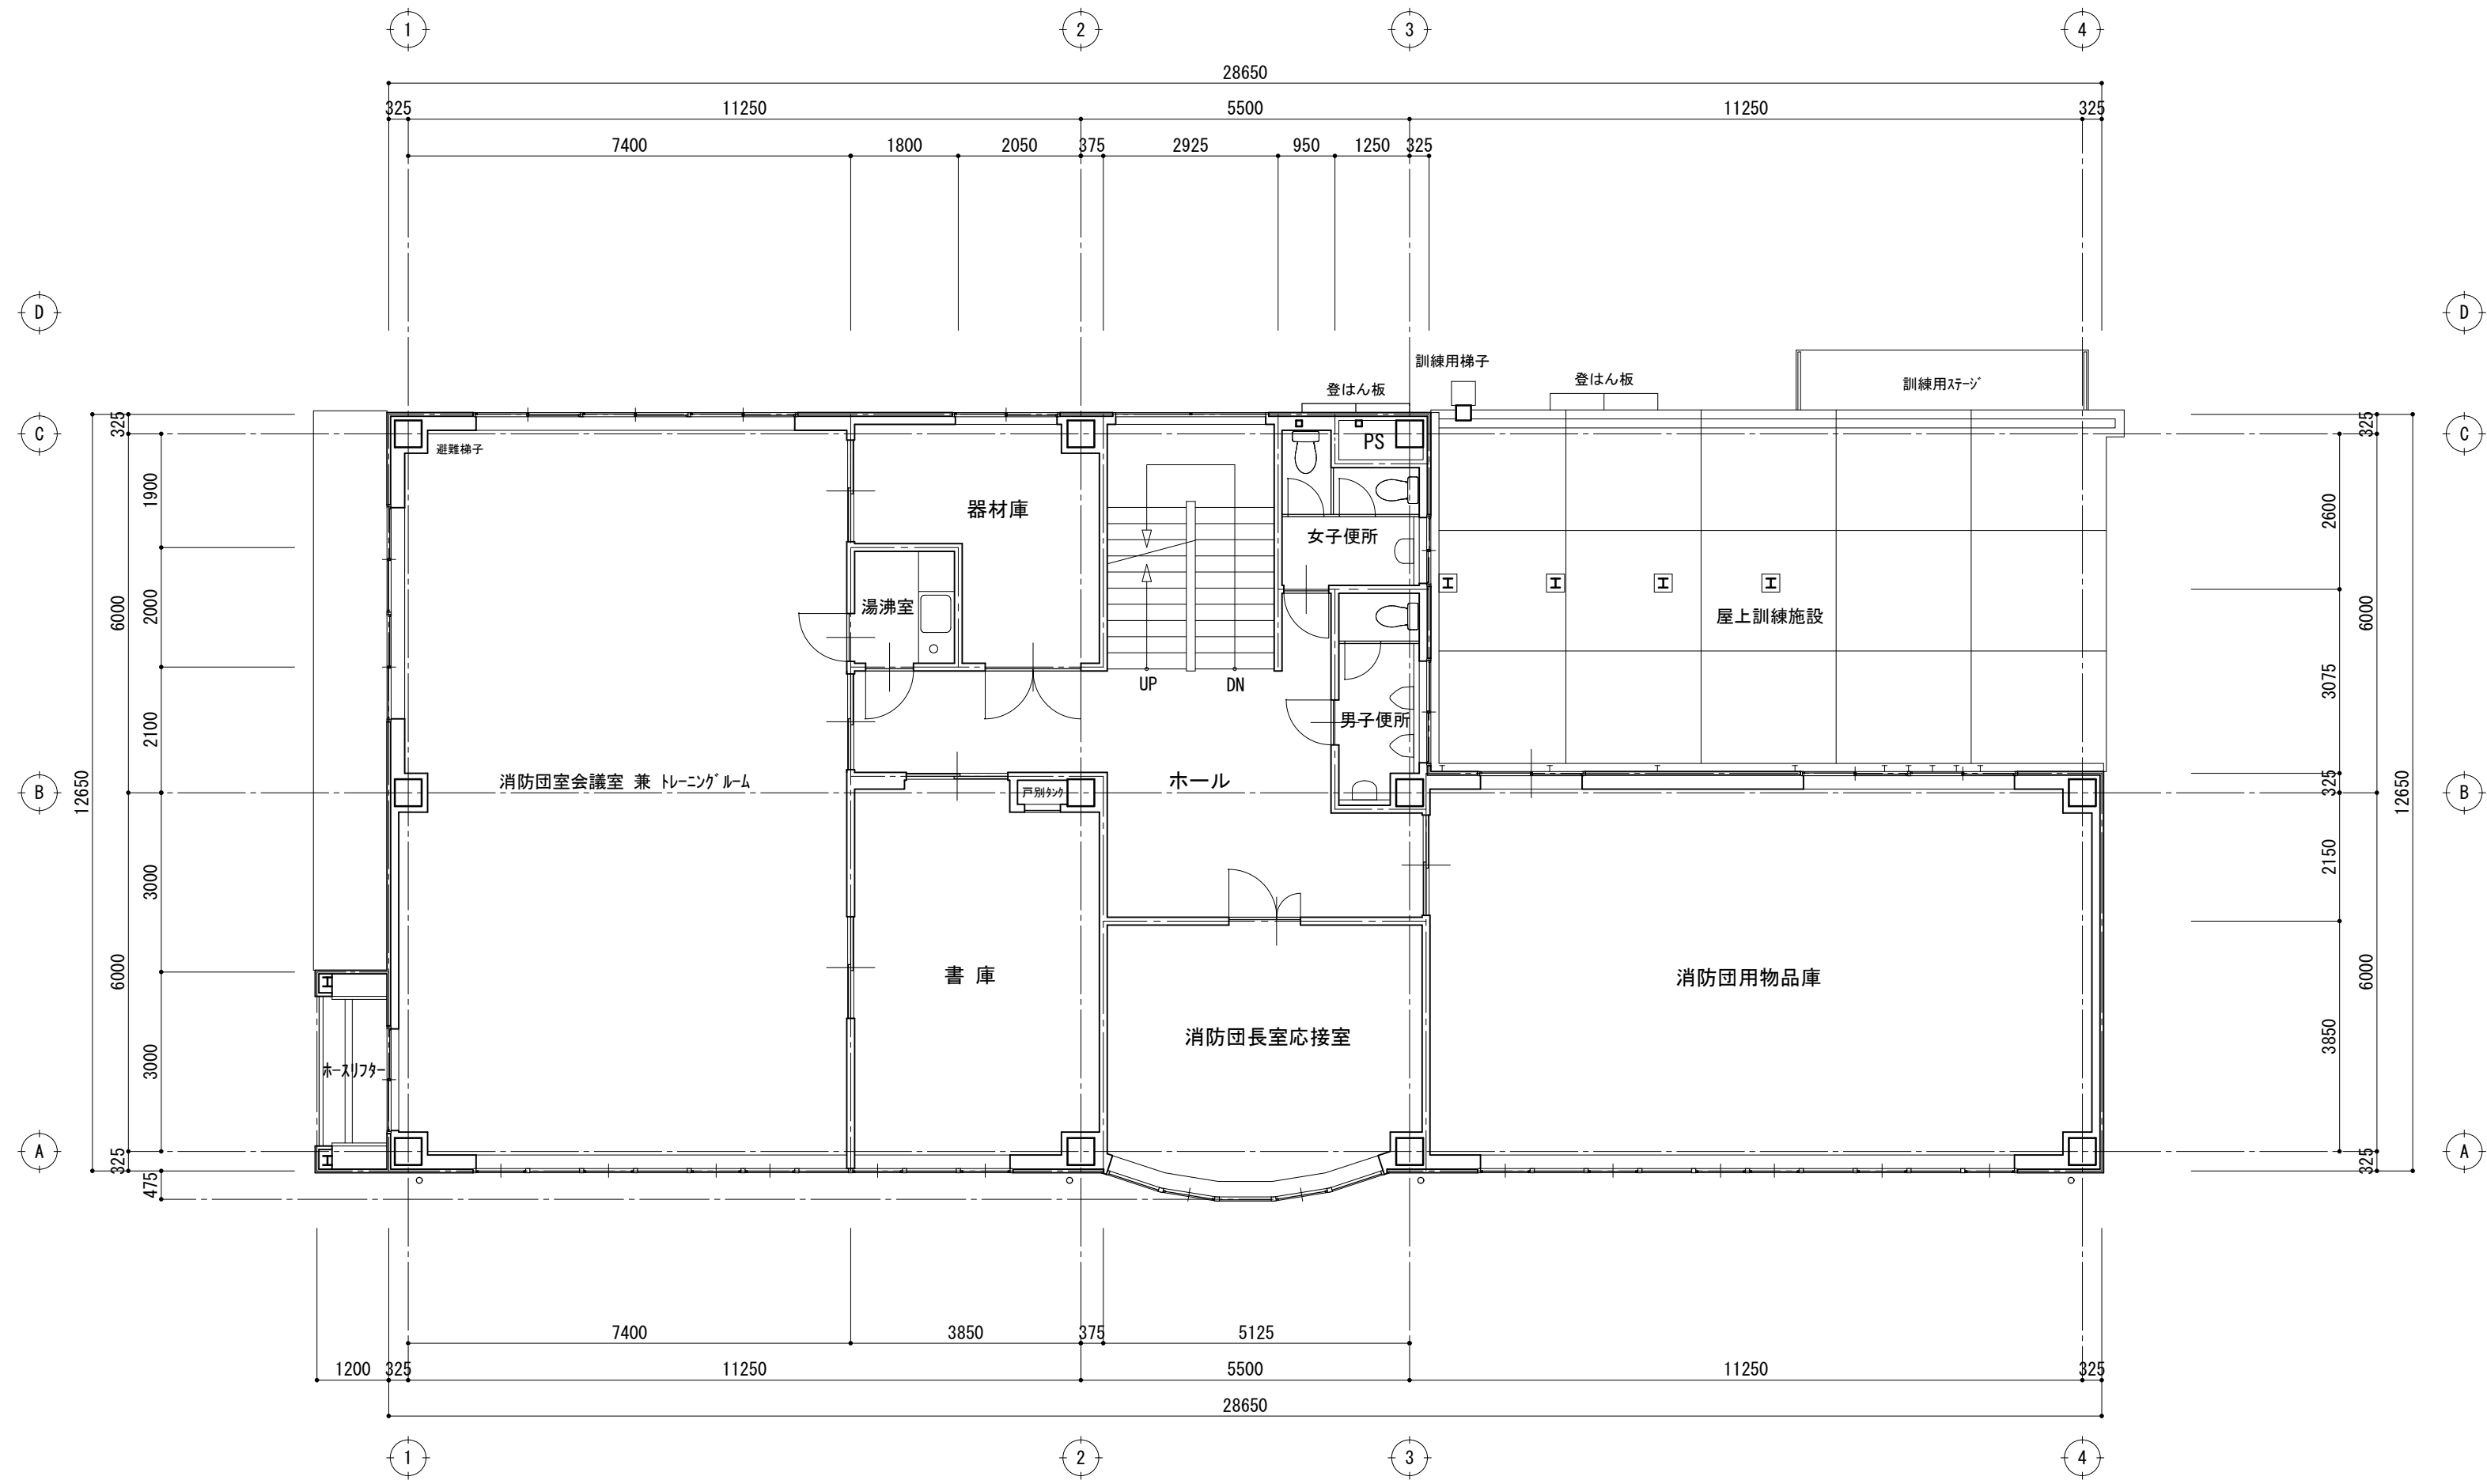 1 2 3 4
28650
325 11250 5500 11250 325
7400 1800 2050 375 2925 950 1250 325
D D
訓練用梯子
登はん板 登はん板 訓練用ｽﾃｰｼﾞ
325 325
C C
避難梯子 PS
1900 2600
器材庫
女子便所
湯沸室
6000 2000 屋上訓練施設 6000
UP DN 3075
2100 男子便所
12650 消防団室会議室 兼 ﾄﾚｰﾆﾝｸﾞﾙｰﾑ ホール 325 12650
B 戸別ﾀﾝｸ B
3000 2150
6000 書 庫 消防団用物品庫 6000
消防団長室応接室 3850
3000 ﾎｰｽﾘﾌﾀｰ
A A
325 325
475
7400 3850 375 5125
1200 325 11250 5500 11250 325
28650
1 2 3 4